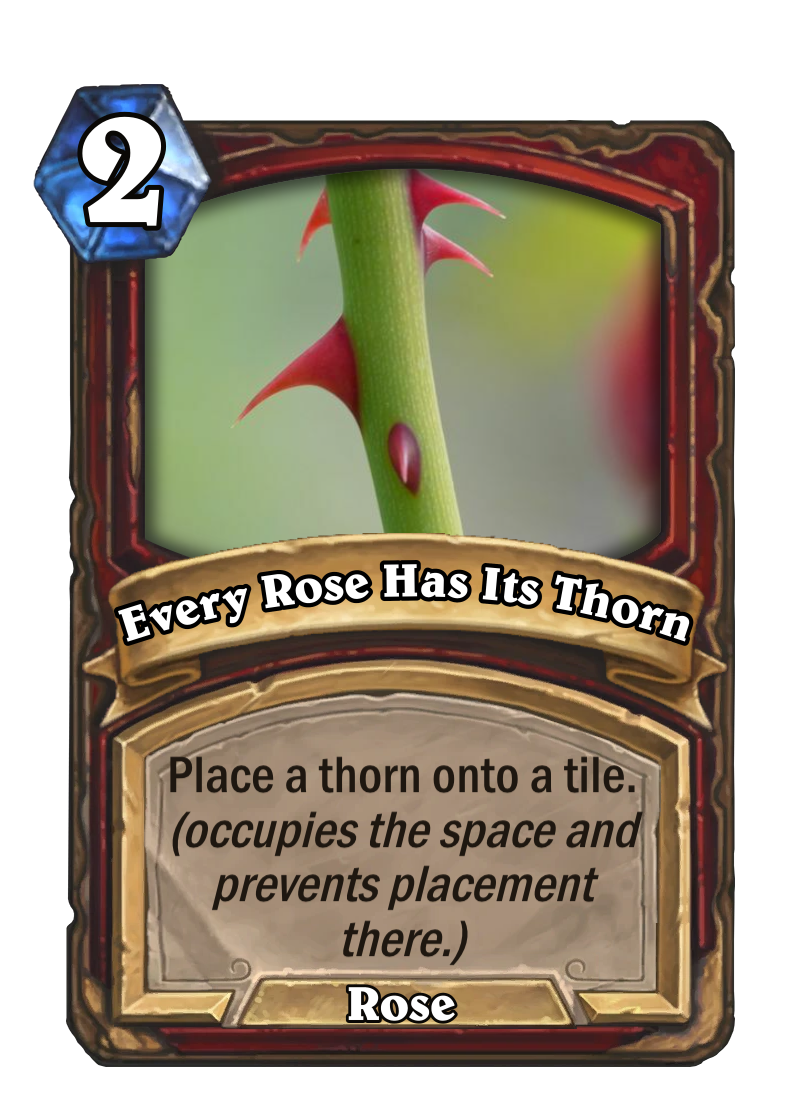 2
Every Rose Has Its Thorn
Place a thorn onto a tile.
(occupies the space and
prevents placement
there.)
Rose